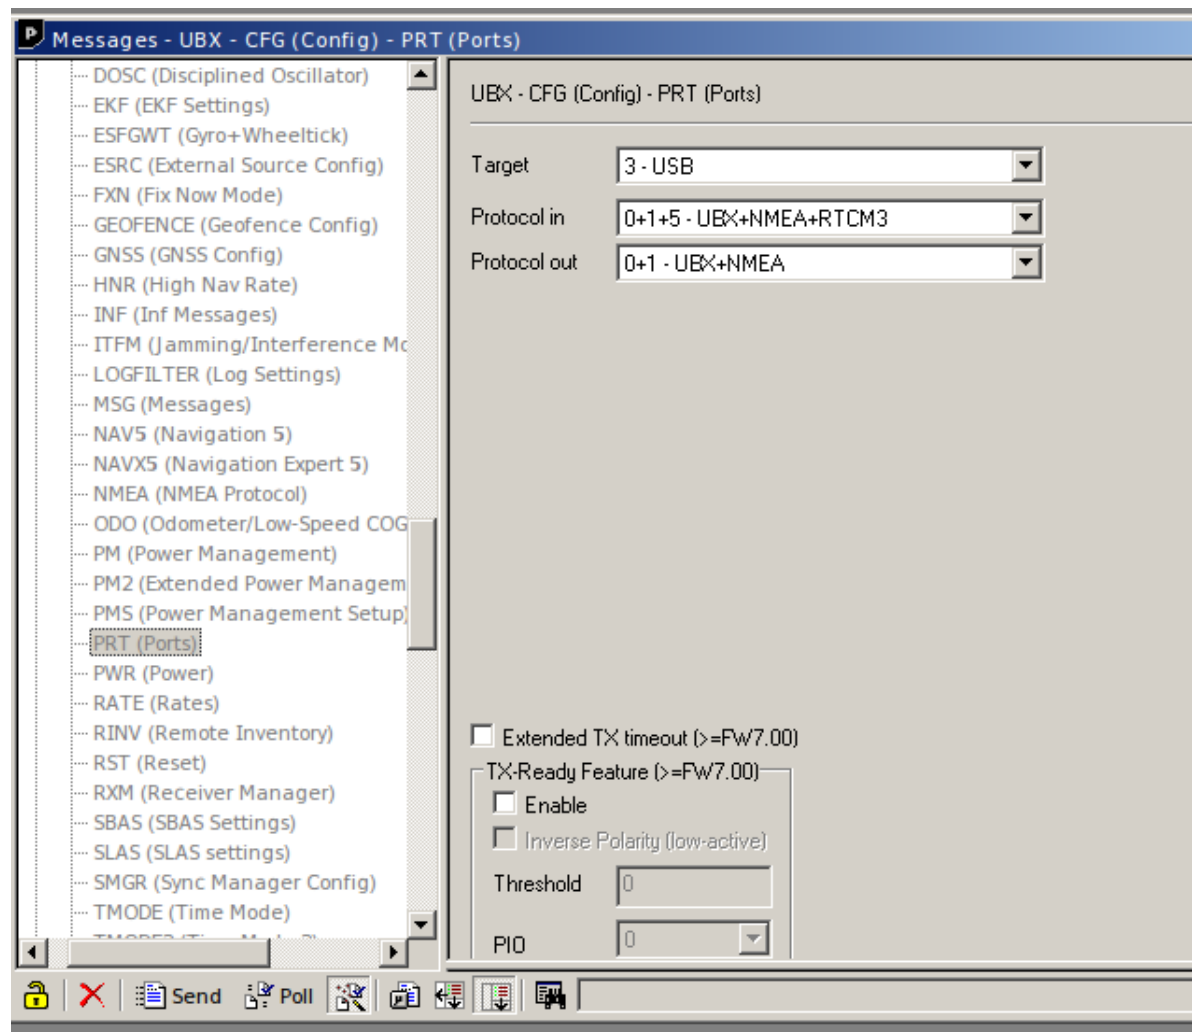 Messages - UBX - CFG (Config) - PRT (Ports)
DOSC (Disciplined Oscillator)
EKF (EKF Settings)
ESFGWT (Gyro+Wheeltick)
ESRC (External Source Config)
FXN (Fix Now Mode)
GEOFENCE (Geofence Config)
GNSS (GNSS Config)
HNR (High Nav Rate)
INF (Inf Messages)
ITFM (Jamming/Interference Mo
LOGFILTER (Log Settings)
MSG (Messages)
NAV5 (Navigation 5)
NAVX5 (Navigation Expert 5)
NMEA (NMEA Protocol)
ODO (Odometer/Low-Speed COG
PM (Power Management)
PM2 (Extended Power Managem
PMS (Power Management Setup)
PRT (Ports)
PWR (Power)
RATE (Rates)
RINV (Remote Inventory)
RST (Reset)
RXM (Receiver Manager)
SBAS (SBAS Settings)
SLAS (SLAS settings)
SMGR (Sync Manager Config)
TMODE (Time Mode)
UBX - CFG (Config) - PRT (Ports)
Target 3 - USB
Protocol in 0+1+5 - UBX+NMEA+RTCM3
Protocol out 0+1 - UBX+NMEA
Extended TX timeout (>=FW7.00)
TX-Ready Feature (>=FW7.00)
Enable
Inverse Polarity (low-active)
Threshold 0
PIO 0
Send Poll